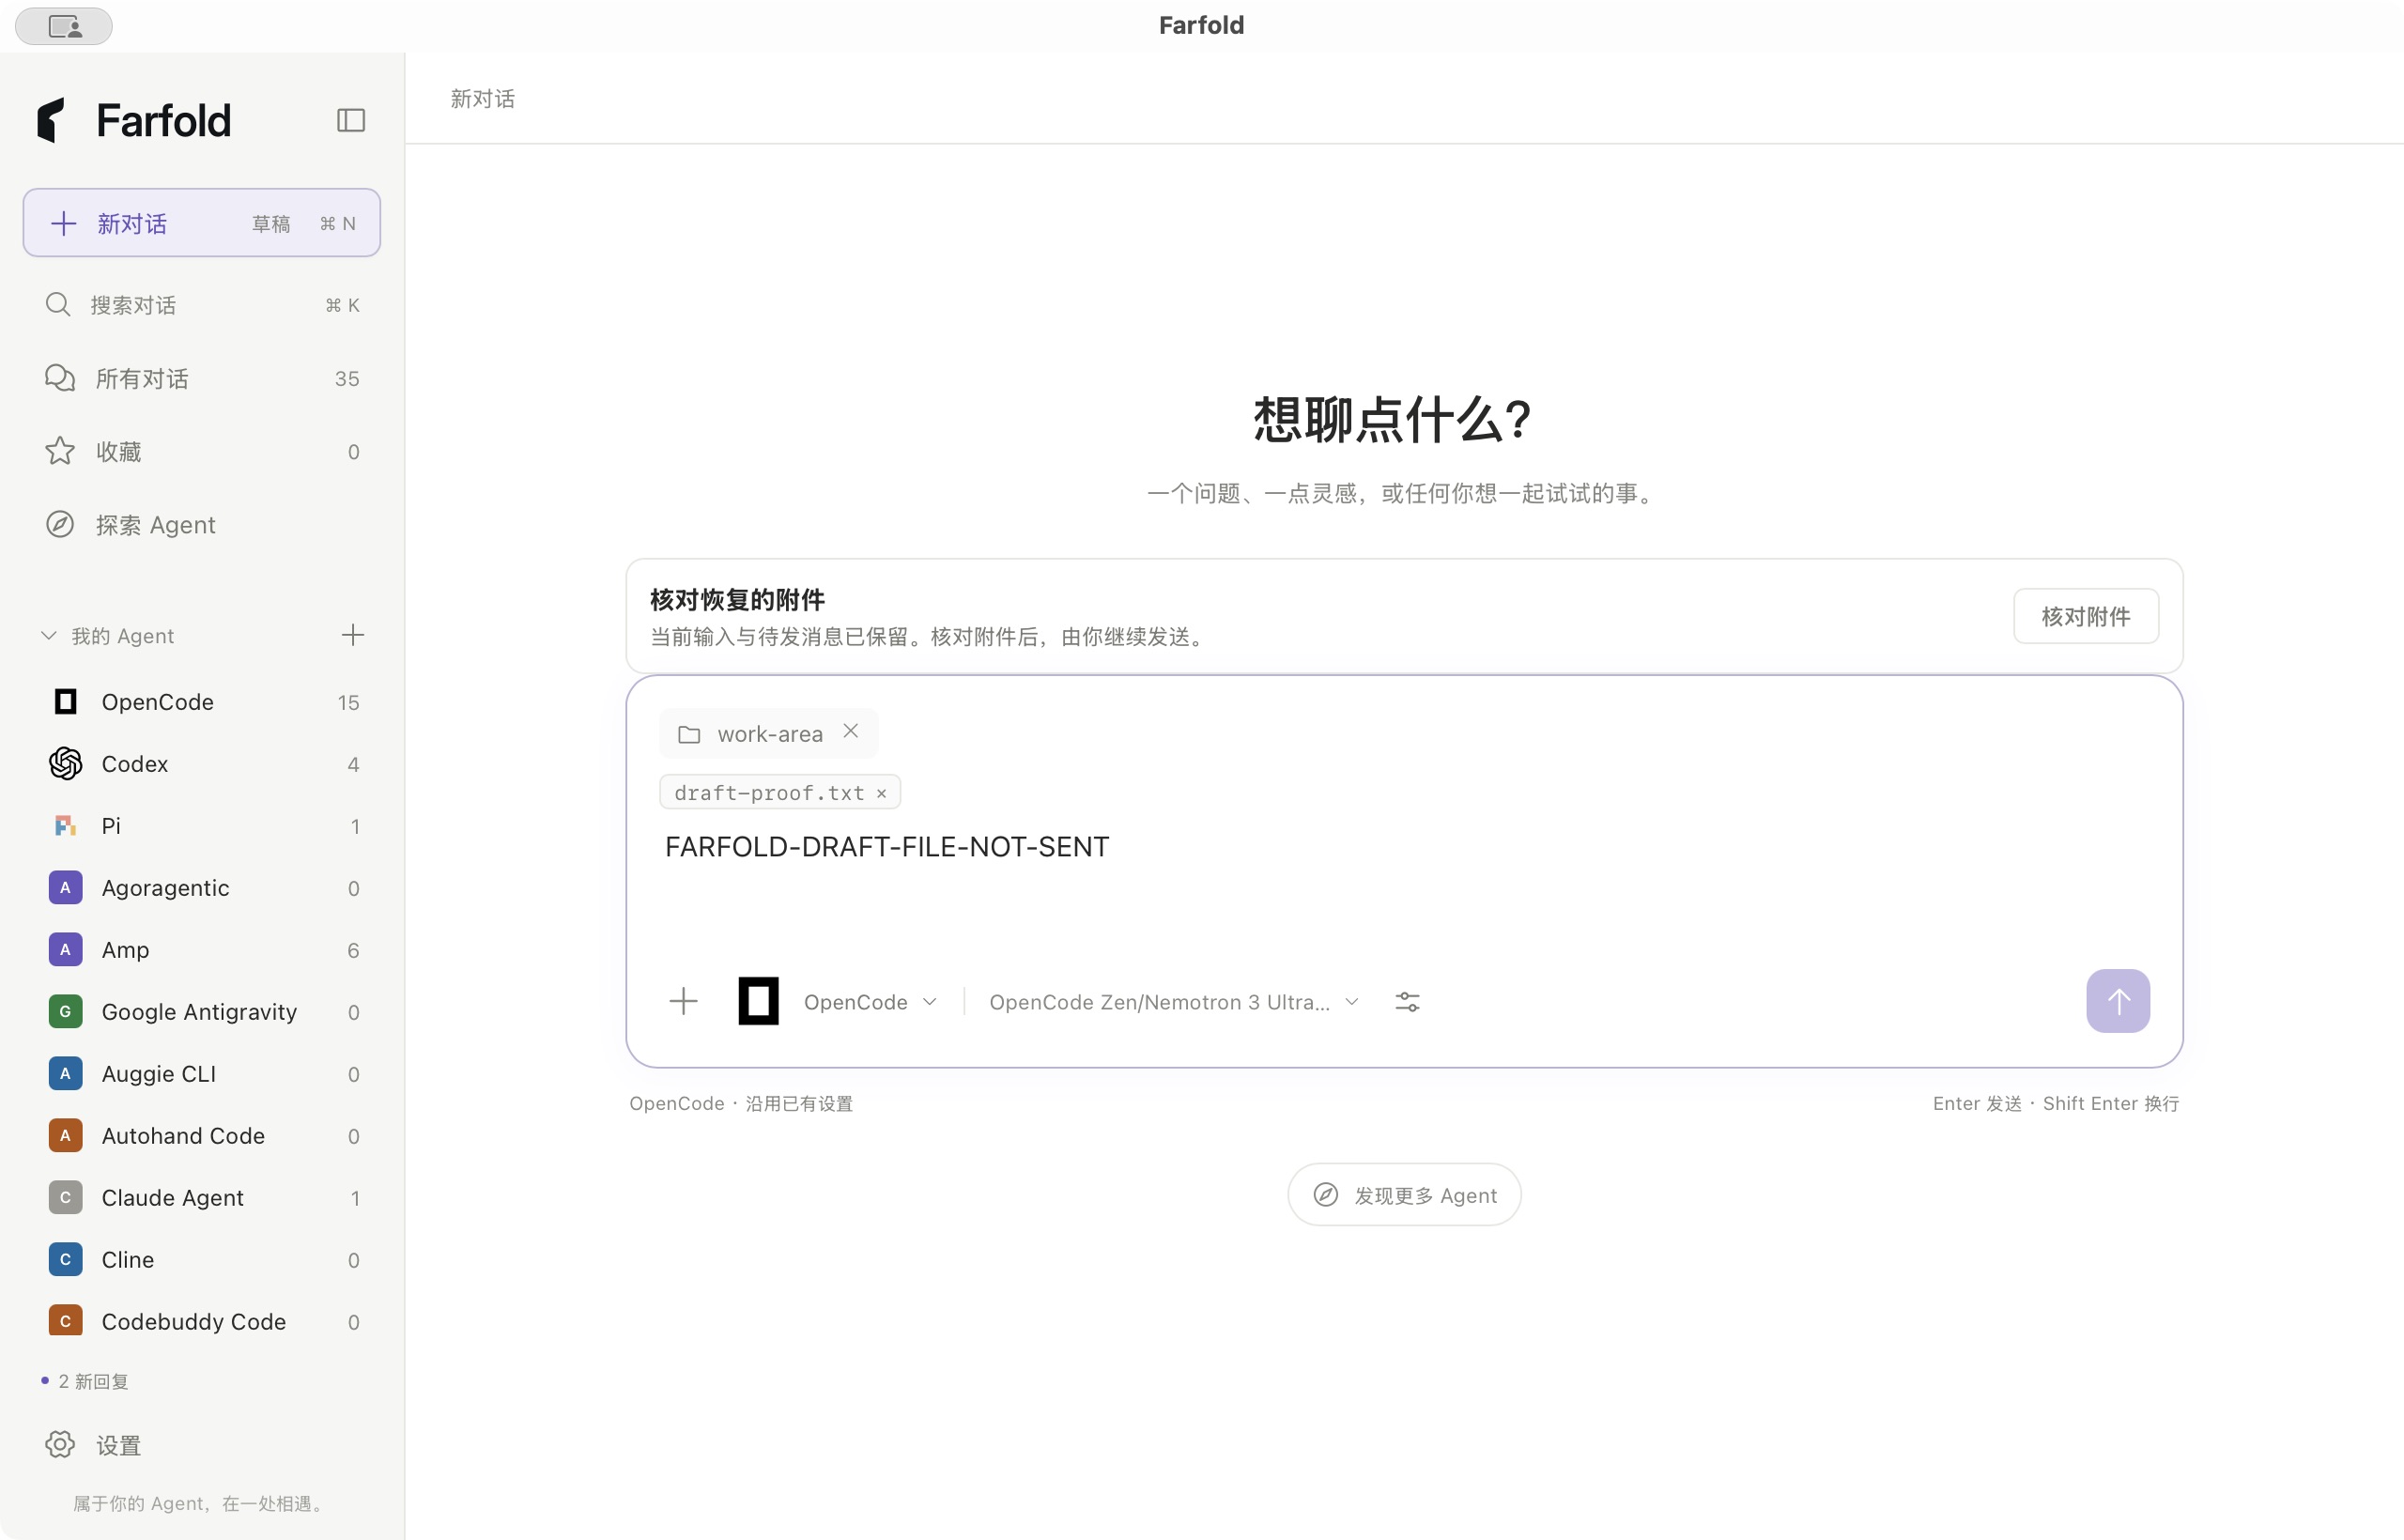 Farfold
Farfold
新对话
新对话 草稿 ⌘ N
搜索对话 ⌘ K
所有对话 35
收藏 0
探索 Agent
我的 Agent
OpenCode 15
Codex 4
Pi 1
A Agoragentic 0
A Amp 6
G Google Antigravity 0
A Auggie CLI 0
A Autohand Code 0
C Claude Agent 1
C Cline 0
C Codebuddy Code 0
2 新回复
设置
属于你的 Agent，在一处相遇。
想聊点什么？
一个问题、一点灵感，或任何你想一起试试的事。
核对恢复的附件
当前输入与待发消息已保留。核对附件后，由你继续发送。
核对附件
work-area
draft-proof.txt ×
FARFOLD-DRAFT-FILE-NOT-SENT
OpenCode
OpenCode Zen/Nemotron 3 Ultra...
OpenCode · 沿用已有设置
Enter 发送 · Shift Enter 换行
发现更多 Agent